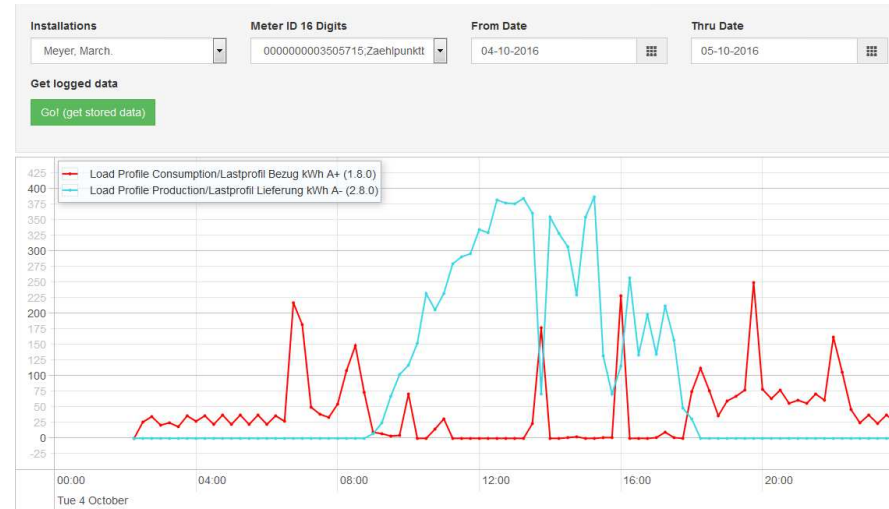 Installations
Meter ID 16 Digits
From Date
Thru Date
Meyer, March.
0000000003505715;Zaehlpunktt
04-10-2016
05-10-2016
Get logged data
Go! (get stored data)
Load Profile Consumption/Lastprofil Bezug kWh A+ (1.8.0)
Load Profile Production/Lastprofil Lieferung kWh A- (2.8.0)
425
400
375
350
325
300
275
250
225
200
175
150
125
100
75
50
25
0
-25
00:00
04:00
08:00
12:00
16:00
20:00
Tue 4 October